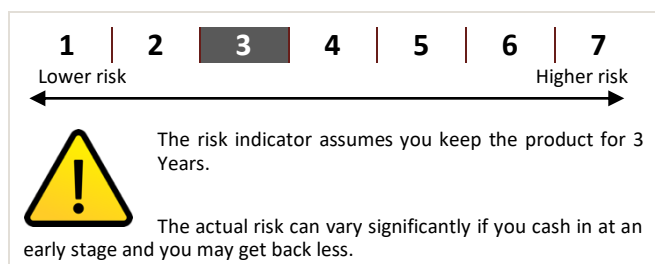 1 2 3 4 5 6 7
Lower risk Higher risk
The risk indicator assumes you keep the product for 3
Years.
The actual risk can vary significantly if you cash in at an
early stage and you may get back less.